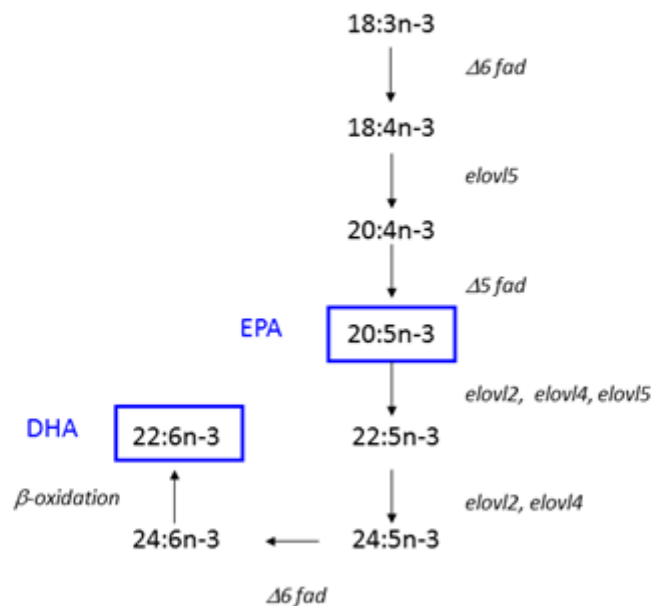 18:3n-3
Δ6 fad
18:4n-3
elovl5
20:4n-3
Δ5 fad
EPA
20:5n-3
elovl2, elovl4, elovl5
DHA
22:6n-3
22:5n-3
β-oxidation
elovl2, elovl4
24:6n-3
24:5n-3
Δ6 fad